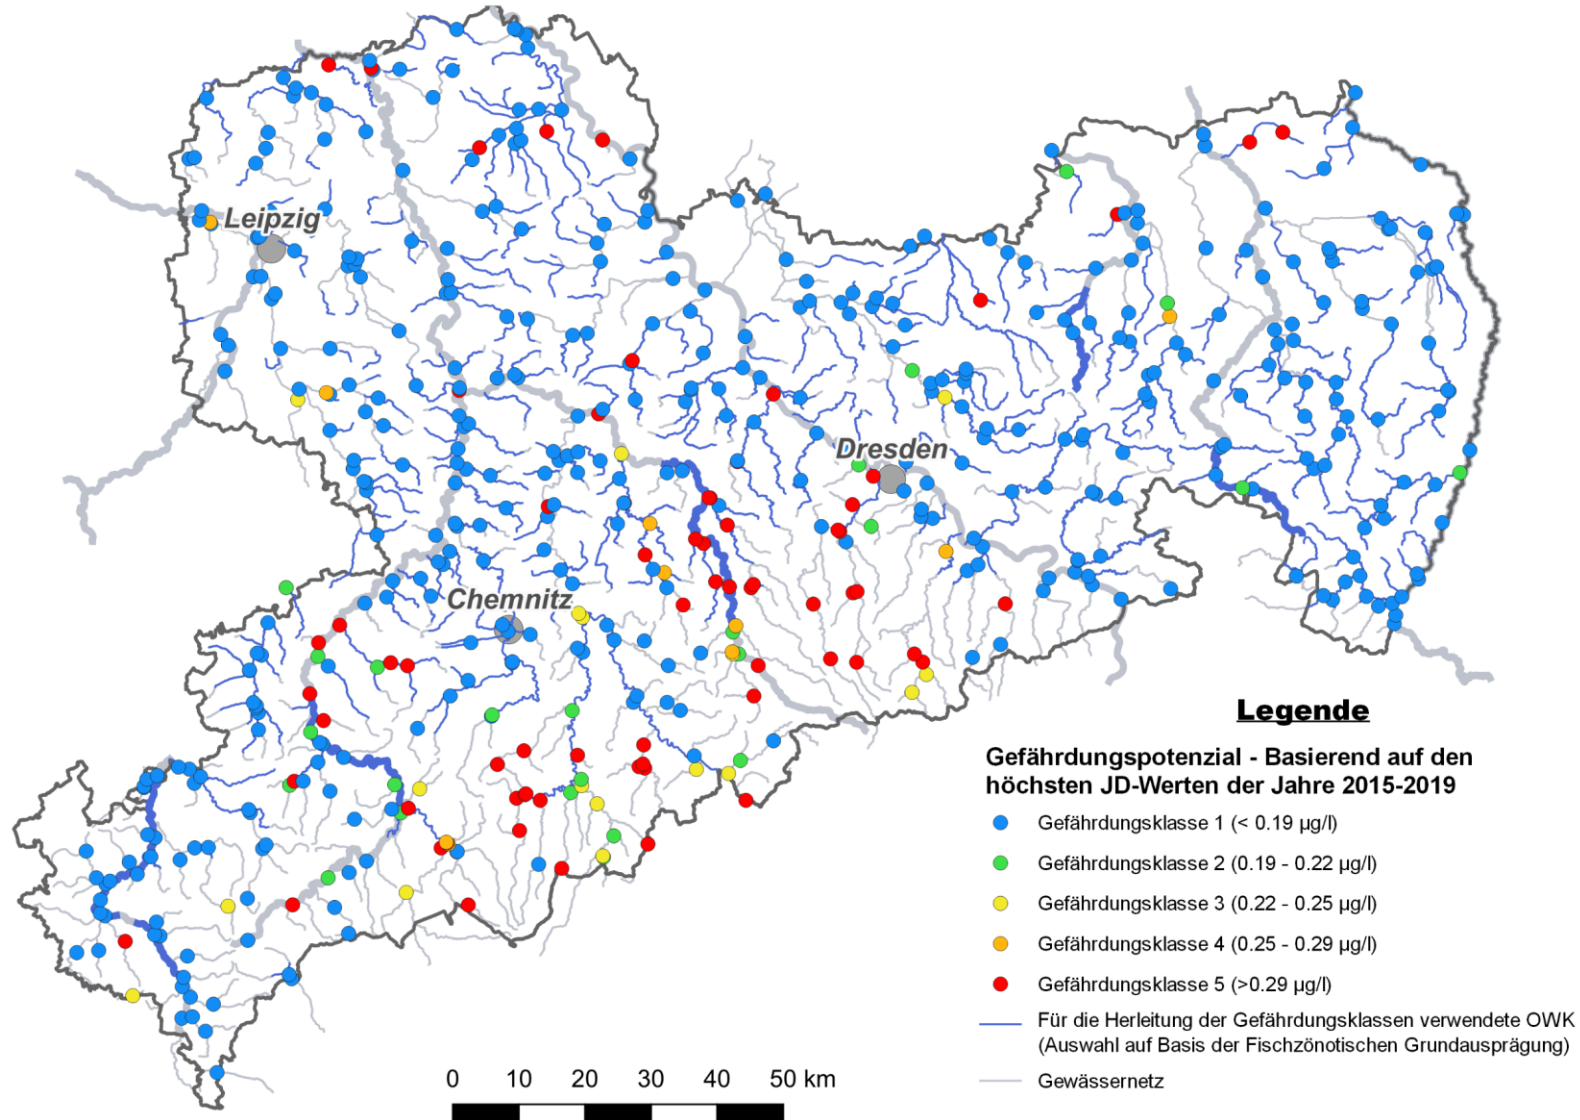 Leipzig
Dresden
Chemnitz
Legende
Gefährdungspotenzial - Basierend auf den
höchsten JD-Werten der Jahre 2015-2019
Gefährdungsklasse 1 (< 0.19 µg/l)
Gefährdungsklasse 2 (0.19 - 0.22 µg/l)
Gefährdungsklasse 3 (0.22 - 0.25 µg/l)
Gefährdungsklasse 4 (0.25 - 0.29 µg/l)
Gefährdungsklasse 5 (>0.29 µg/l)
Für die Herleitung der Gefährdungsklassen verwendete OWK
(Auswahl auf Basis der Fischzönotischen Grundausprägung)
Gewässernetz
0 10 20 30 40 50 km